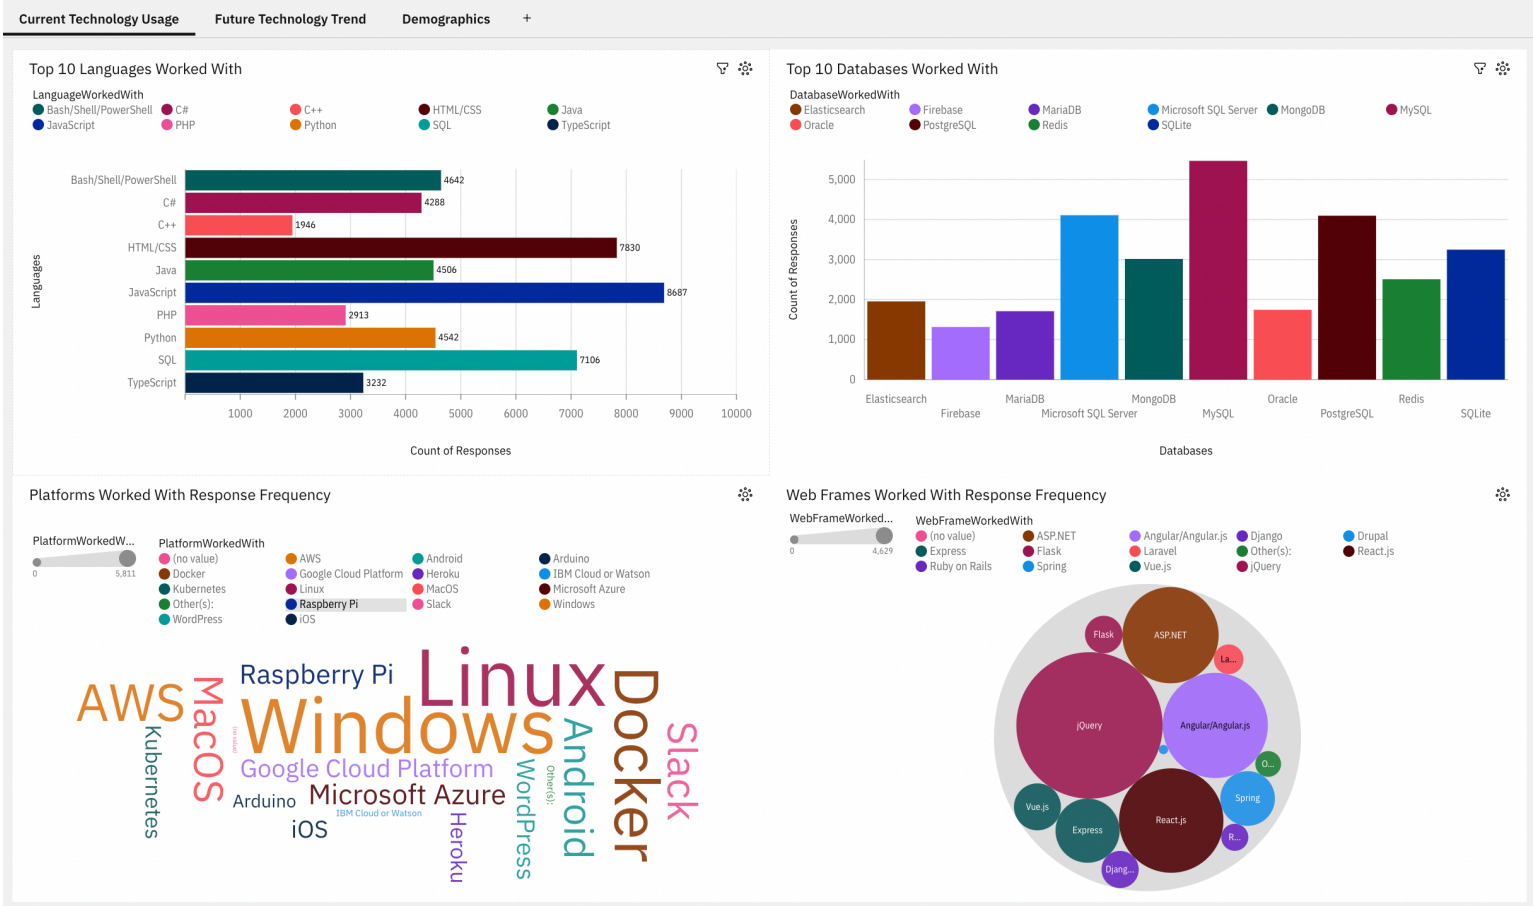 Current Technology Usage Future Technology Trend Demographics +
Top 10 Languages Worked With
LanguageWorkedWith
Bash/Shell/PowerShell C# C++ HTML/CSS Java
JavaScript PHP Python SQL TypeScript
Languages
Bash/Shell/PowerShell 4642
C# 4288
C++ 1946
HTML/CSS 7830
Java 4506
JavaScript 8687
PHP 2913
Python 4542
SQL 7106
TypeScript 3232
1000 2000 3000 4000 5000 6000 7000 8000 9000 10000
Count of Responses
Top 10 Databases Worked With
DatabaseWorkedWith
Elasticsearch Firebase MariaDB Microsoft SQL Server MongoDB MySQL
Oracle PostgreSQL Redis SQLite
Count of Responses
5,000
4,000
3,000
2,000
1,000
0
Elasticsearch MariaDB MongoDB Oracle Redis
Firebase Microsoft SQL Server MySQL PostgreSQL SQLite
Databases
Platforms Worked With Response Frequency
PlatformWorkedW...
0 5,811
PlatformWorkedWith
(no value) AWS Android Arduino
Docker Google Cloud Platform Heroku IBM Cloud or Watson
Kubernetes Linux MacOS Microsoft Azure
Other(s): Raspberry Pi Slack Windows
WordPress iOS
Linux
Raspberry Pi
AWS
MacOS
Windows
Docker
Slack
Kubernetes
(no value)
Google Cloud Platform
Android
WordPress
Other(s):
Arduino
Microsoft Azure
IBM Cloud or Watson
iOS
Heroku
Web Frames Worked With Response Frequency
WebFrameWorked...
0 4,629
WebFrameWorkedWith
(no value) ASP.NET Angular/Angular.js Django Drupal
Express Flask Laravel Other(s): React.js
Ruby on Rails Spring Vue.js jQuery
Flask
ASP.NET
La...
jQuery
Angular/Angular.js
O...
Spring
Vue.js
React.js
Express
R...
Djang...